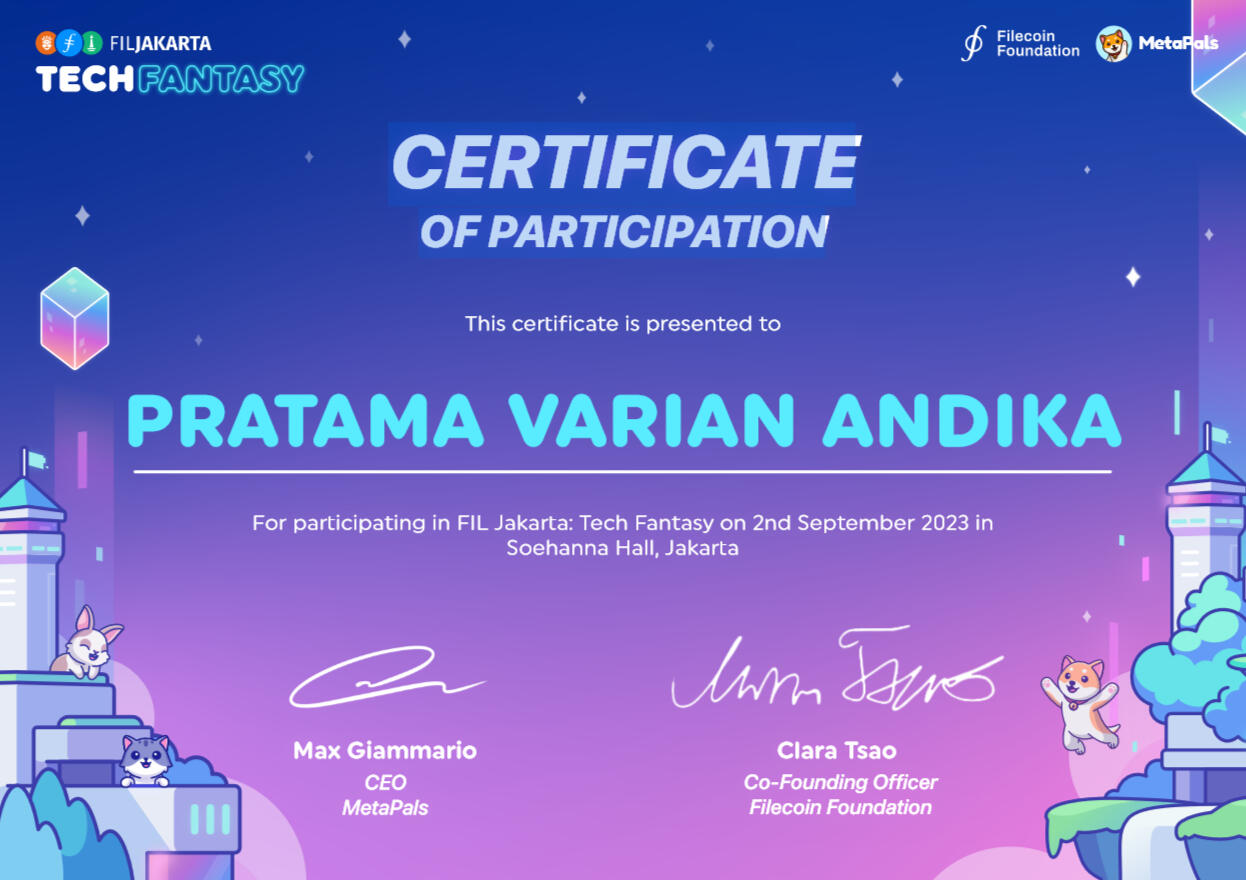 FILJAKARTA
TECHFANTASY
Filecoin
Foundation
MetaPals
CERTIFICATE
OF PARTICIPATION
This certificate is presented to
PRATAMA VARIAN ANDIKA
For participating in FIL Jakarta: Tech Fantasy on 2nd September 2023 in
Soehanna Hall, Jakarta
Max Giammario
CEO
MetaPals
Clara Tsao
Co-Founding Officer
Filecoin Foundation